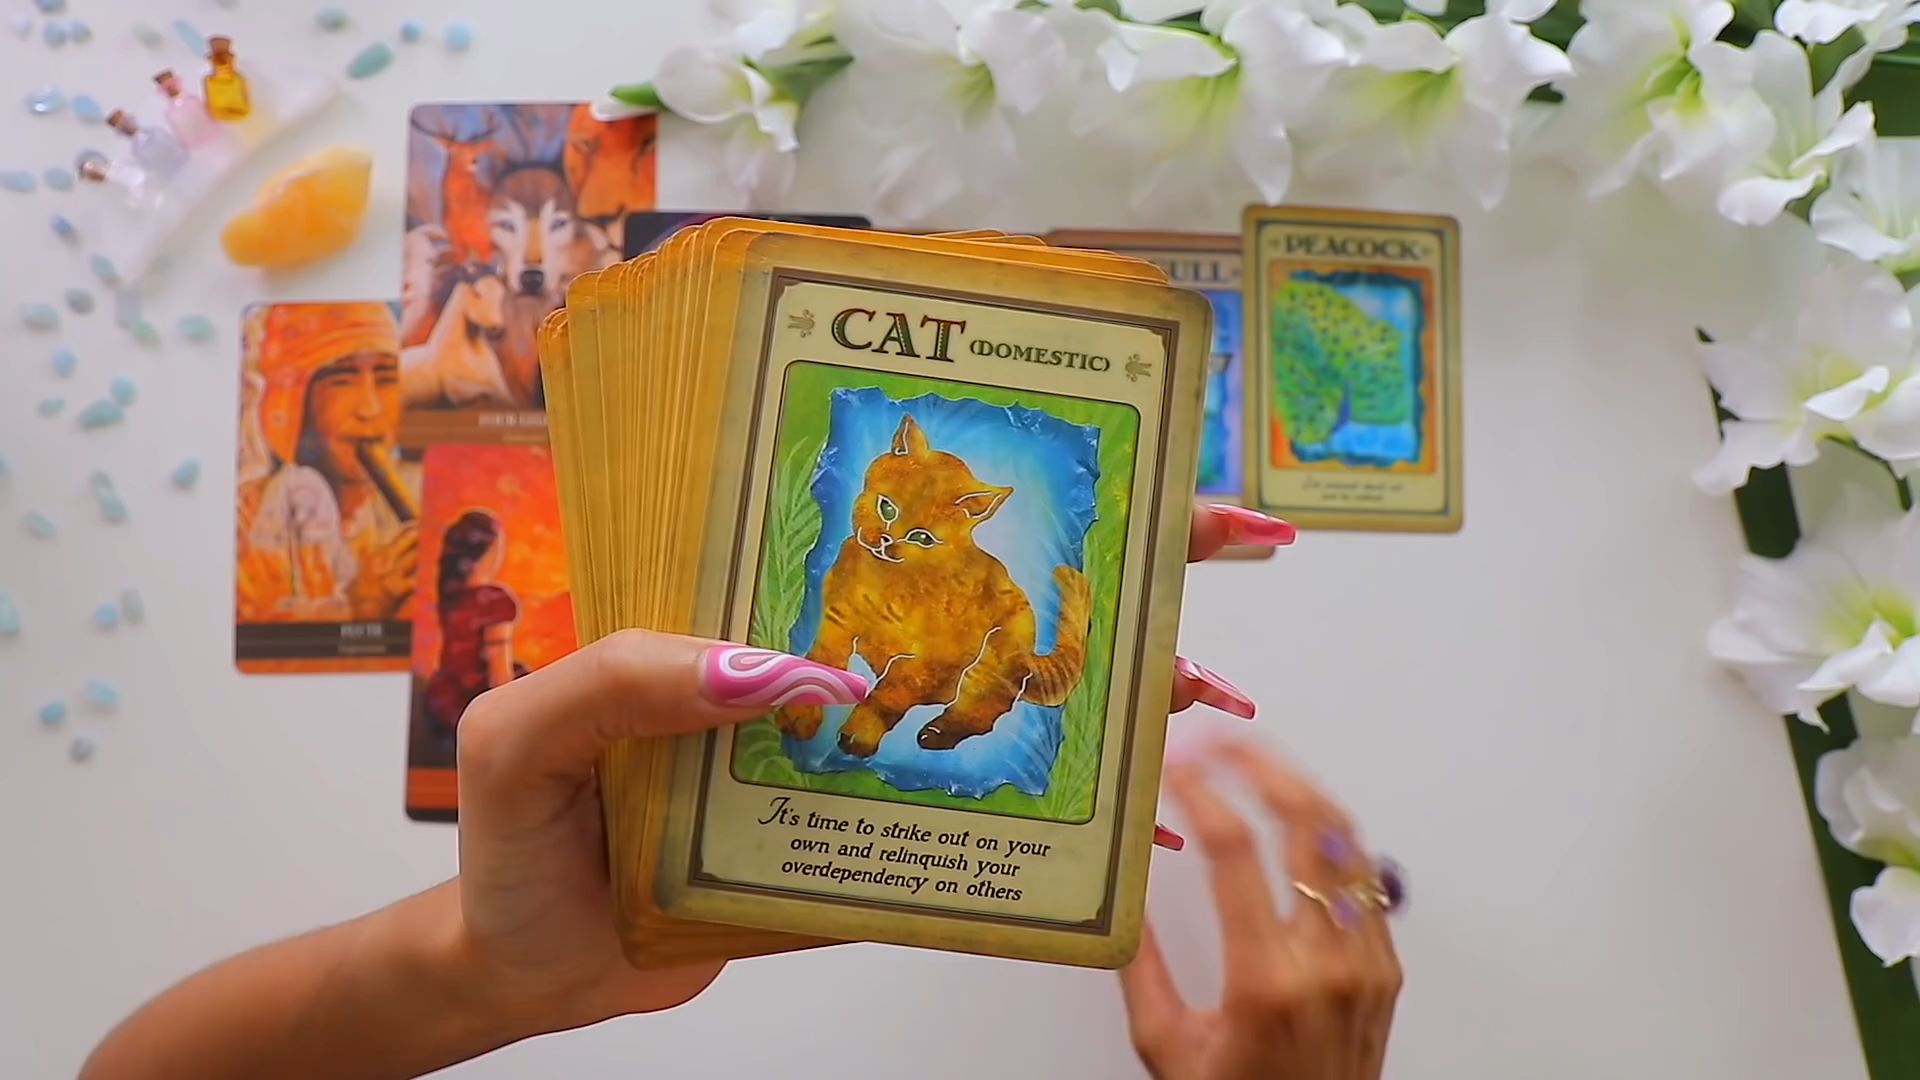 CAT (DOMESTIC)
It's time to strike out on your
own and relinquish your
overdependency on others
ULL
PEACOCK